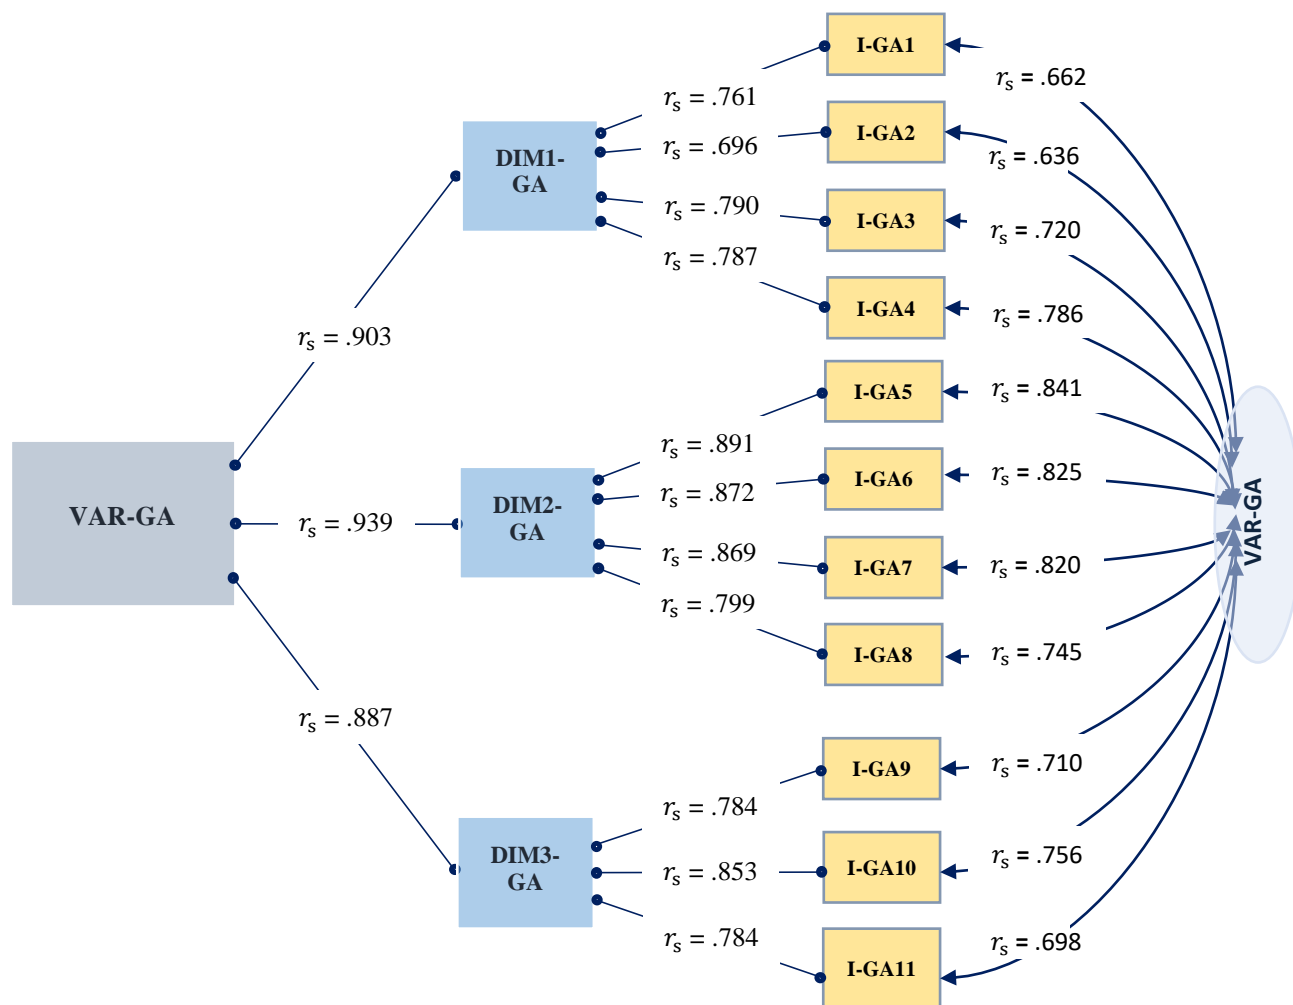 I-GA1
rs = .662
rs = .761
I-GA2
rs = .696
rs = .636
DIM1-
GA
rs = .790
I-GA3
rs = .720
rs = .787
I-GA4
rs = .786
rs = .903
I-GA5
rs = .841
rs = .891
I-GA6
rs = .825
rs = .872
VAR-GA
rs = .939
DIM2-
GA
VAR-GA
rs = .869
I-GA7
rs = .820
rs = .799
I-GA8
rs = .745
rs = .887
I-GA9
rs = .710
rs = .784
DIM3-
GA
rs = .853
I-GA10
rs = .756
rs = .784
I-GA11
rs = .698